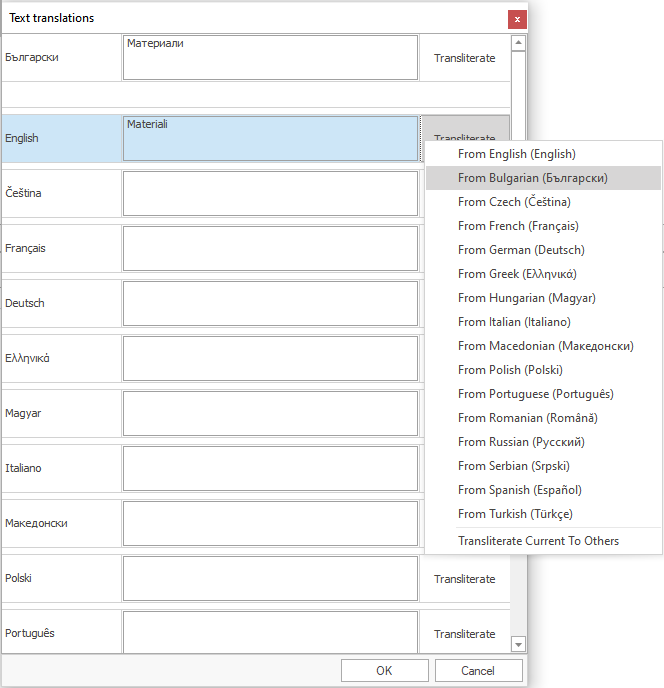 Text translations
x
Български
Материали
Transliterate
English
Materiali
Transliterate
From English (English)
From Bulgarian (Български)
From Czech (Čeština)
From French (Français)
From German (Deutsch)
From Greek (Ελληνικά)
From Hungarian (Magyar)
From Italian (Italiano)
From Macedonian (Македонски)
From Polish (Polski)
From Portuguese (Português)
From Romanian (Română)
From Russian (Русский)
From Serbian (Srpski)
From Spanish (Español)
From Turkish (Türkçe)
Transliterate Current To Others
Čeština
Français
Deutsch
Ελληνικά
Magyar
Italiano
Македонски
Polski
Transliterate
Português
Transliterate
OK
Cancel